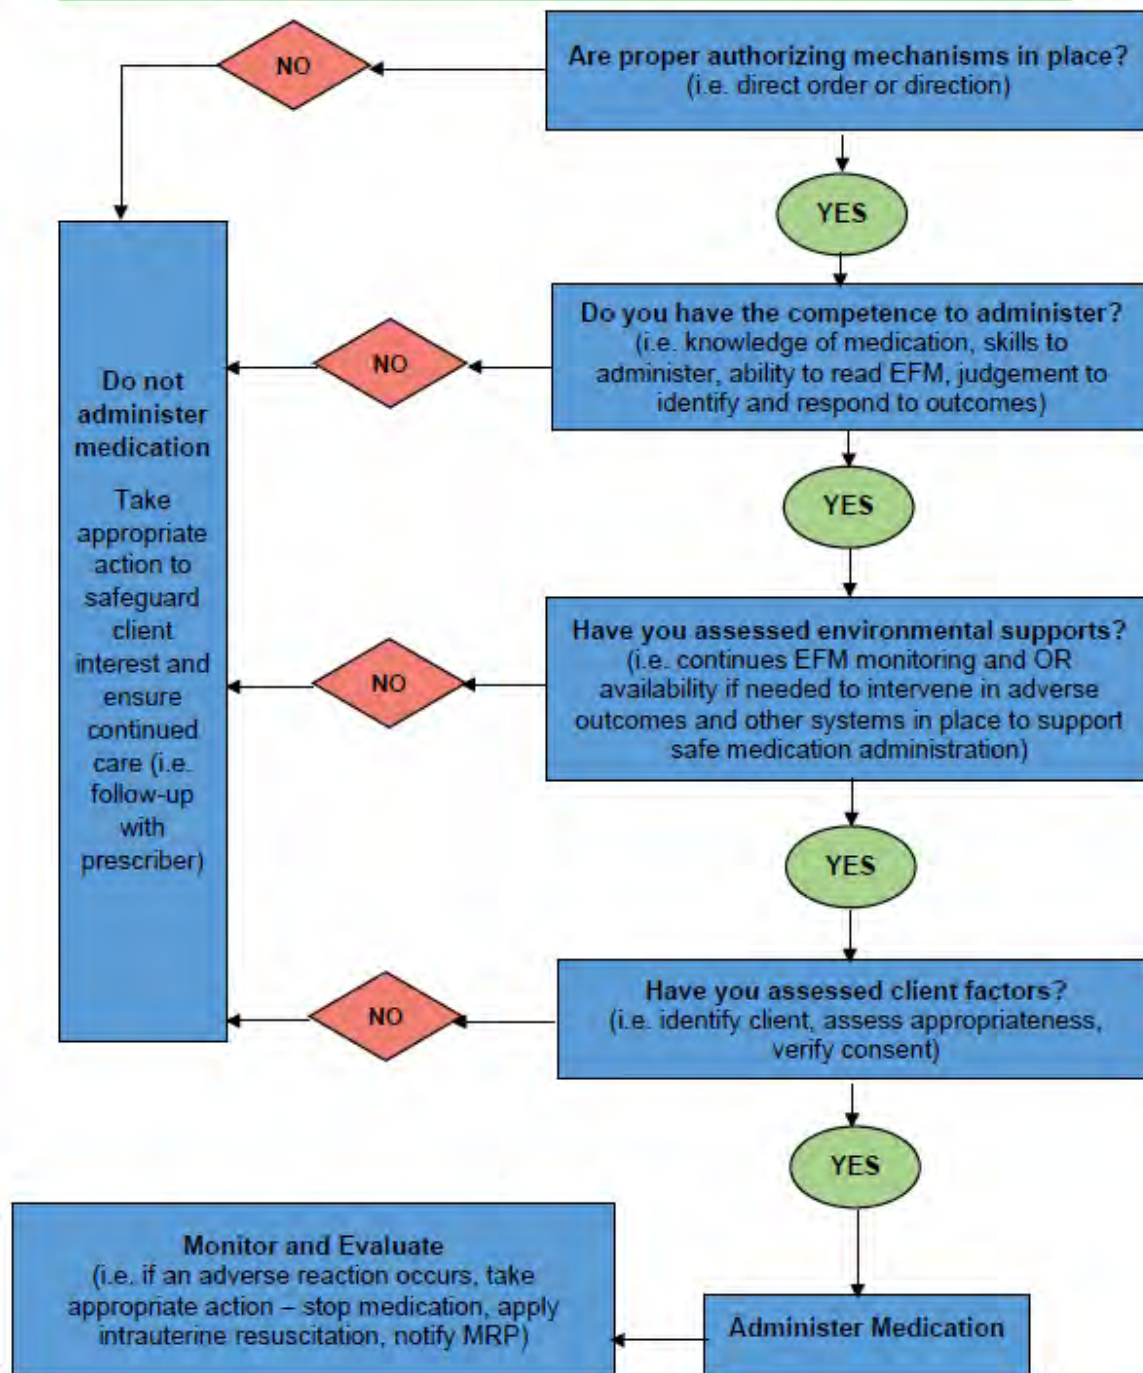 Are proper authorizing mechanisms in place?
(i.e. direct order or direction)
NO
YES
Do you have the competence to administer?
(i.e. knowledge of medication, skills to
administer, ability to read EFM, judgement to
identify and respond to outcomes)
NO
YES
Do not
administer
medication
Take
appropriate
action to
safeguard
client
interest and
ensure
continued
care (i.e.
follow-up
with
prescriber)
Have you assessed environmental supports?
(i.e. continues EFM monitoring and OR
availability if needed to intervene in adverse
outcomes and other systems in place to support
safe medication administration)
NO
YES
Have you assessed client factors?
(i.e. identify client, assess appropriateness,
verify consent)
NO
YES
Administer Medication
Monitor and Evaluate
(i.e. if an adverse reaction occurs, take
appropriate action – stop medication, apply
intrauterine resuscitation, notify MRP)